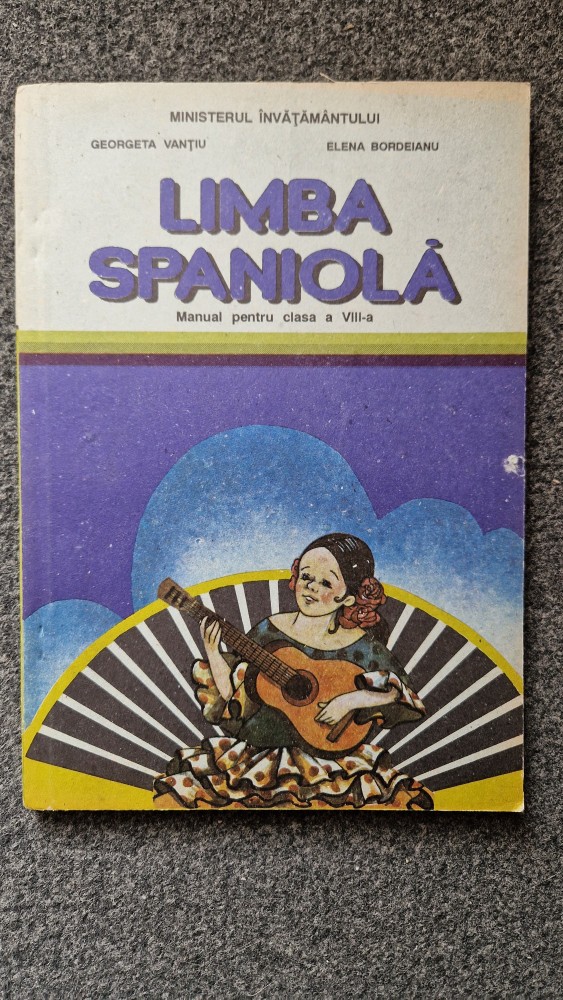 MINISTERUL ÎNVĂŢĂMÂNTULUI
GEORGETA VANŢIU ELENA BORDEIANU
LIMBA
SPANIOLĂ
Manual pentru clasa a VIII-a